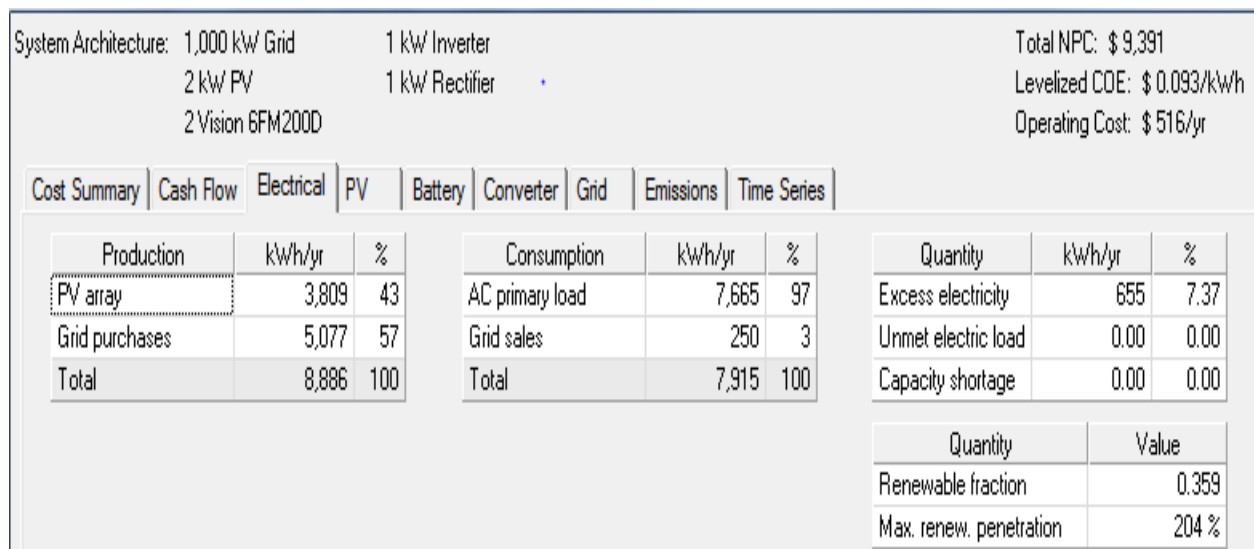 System Architecture: 1,000 kW Grid 1 kW Inverter Total NPC: $ 9,391
2 kW PV 1 kW Rectifier Levelized COE: $ 0.093/kWh
2 Vision 6FM200D Operating Cost: $ 516/yr
Cost Summary Cash Flow Electrical PV Battery Converter Grid Emissions Time Series
Production kWh/yr % Consumption kWh/yr % Quantity kWh/yr %
PV array 3,809 43 AC primary load 7,665 97 Excess electricity 655 7.37
Grid purchases 5,077 57 Grid sales 250 3 Unmet electric load 0.00 0.00
Total 8,886 100 Total 7,915 100 Capacity shortage 0.00 0.00
Quantity Value
Renewable fraction 0.359
Max. renew. penetration 204 %